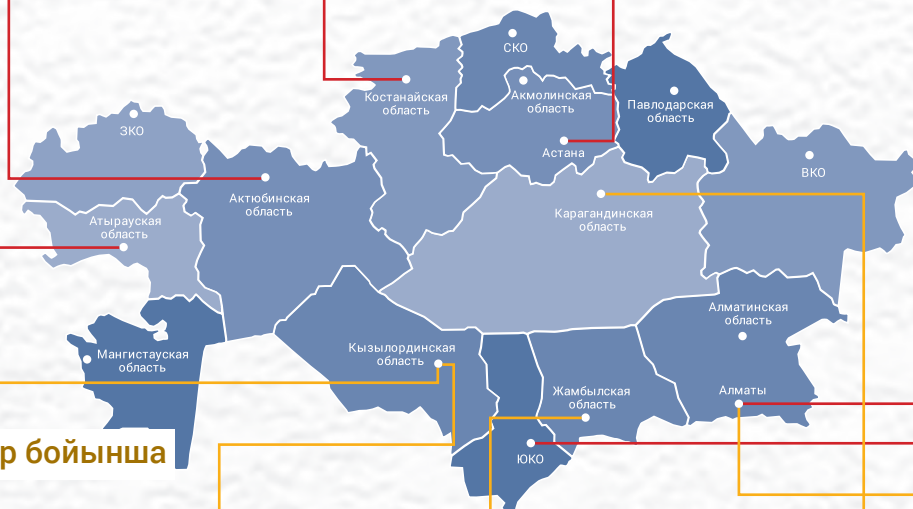 СКО
Костанайская
область
Акмолинская
область
Павлодарская
область
ЗКО
Астана
ВКО
Актюбинская
область
Карагандинская
область
Атырауская
область
Алматинская
область
Мангистауская
область
Кызылординская
область
Жамбылская
область
Алматы
р бойынша
ЮКО